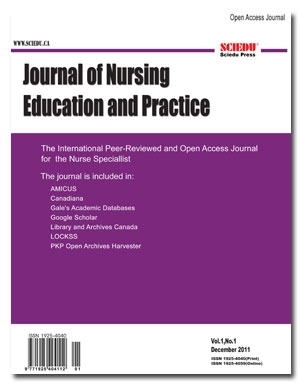 Open Access Journal
WWW.SCIEDU.CA
SCIEDU
Sciedu Press
Journal of Nursing
Education and Practice
The International Peer-Reviewed and Open Access Journal
for the Nurse Speciallist
The journal is included in:
AMICUS
Canadiana
Gale's Academic Databases
Google Scholar
Library and Archives Canada
LOCKSS
PKP Open Archives Harvester
ISSN 1925-4040
9 771925 404112 01
Vol.1,No.1
December 2011
ISSN 1925-4040(Print)
ISSN 1925-4059(Online)